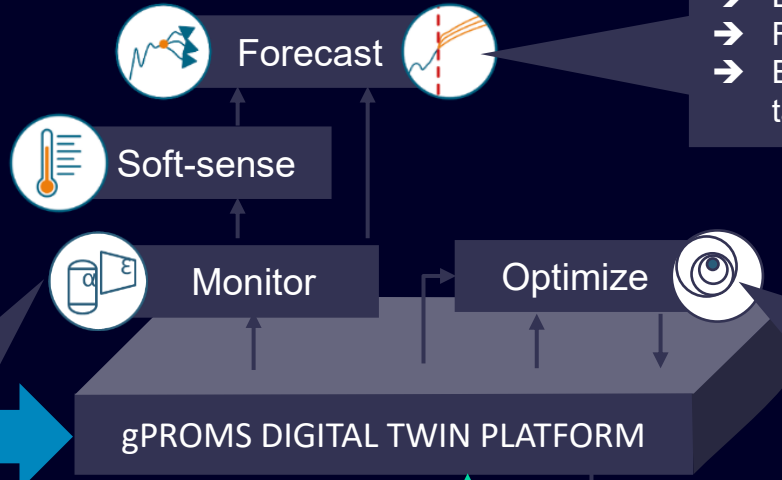 Forecast
Soft-sense
Monitor
Optimize
α ε
gPROMS DIGITAL TWIN PLATFORM